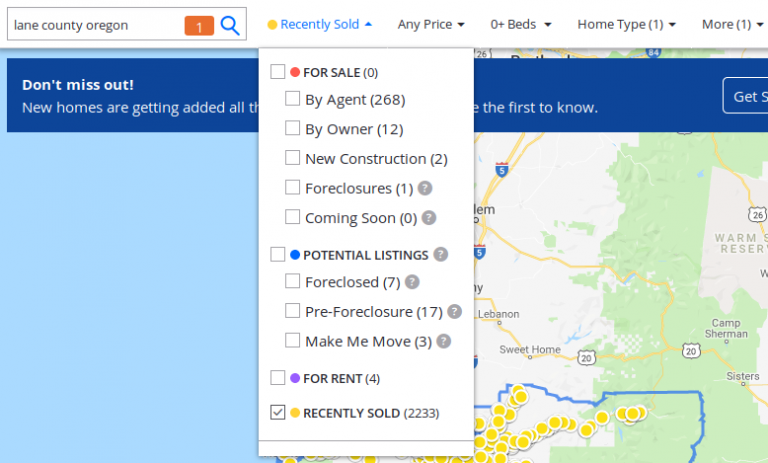 lane county oregon
1
Recently Sold
Any Price
0+ Beds
Home Type (1)
More (1)
Don't miss out!
New homes are getting added all th
e the first to know.
Get S
FOR SALE (0)
By Agent (268)
By Owner (12)
New Construction (2)
Foreclosures (1) ?
Coming Soon (0) ?
POTENTIAL LISTINGS ?
Foreclosed (7) ?
Pre-Foreclosure (17) ?
Make Me Move (3) ?
FOR RENT (4)
RECENTLY SOLD (2233)
84
5
lem
26
WARM S
RESERV
5
ny
Lebanon
Sweet Home
20
20
Camp
Sherman
Sisters
26